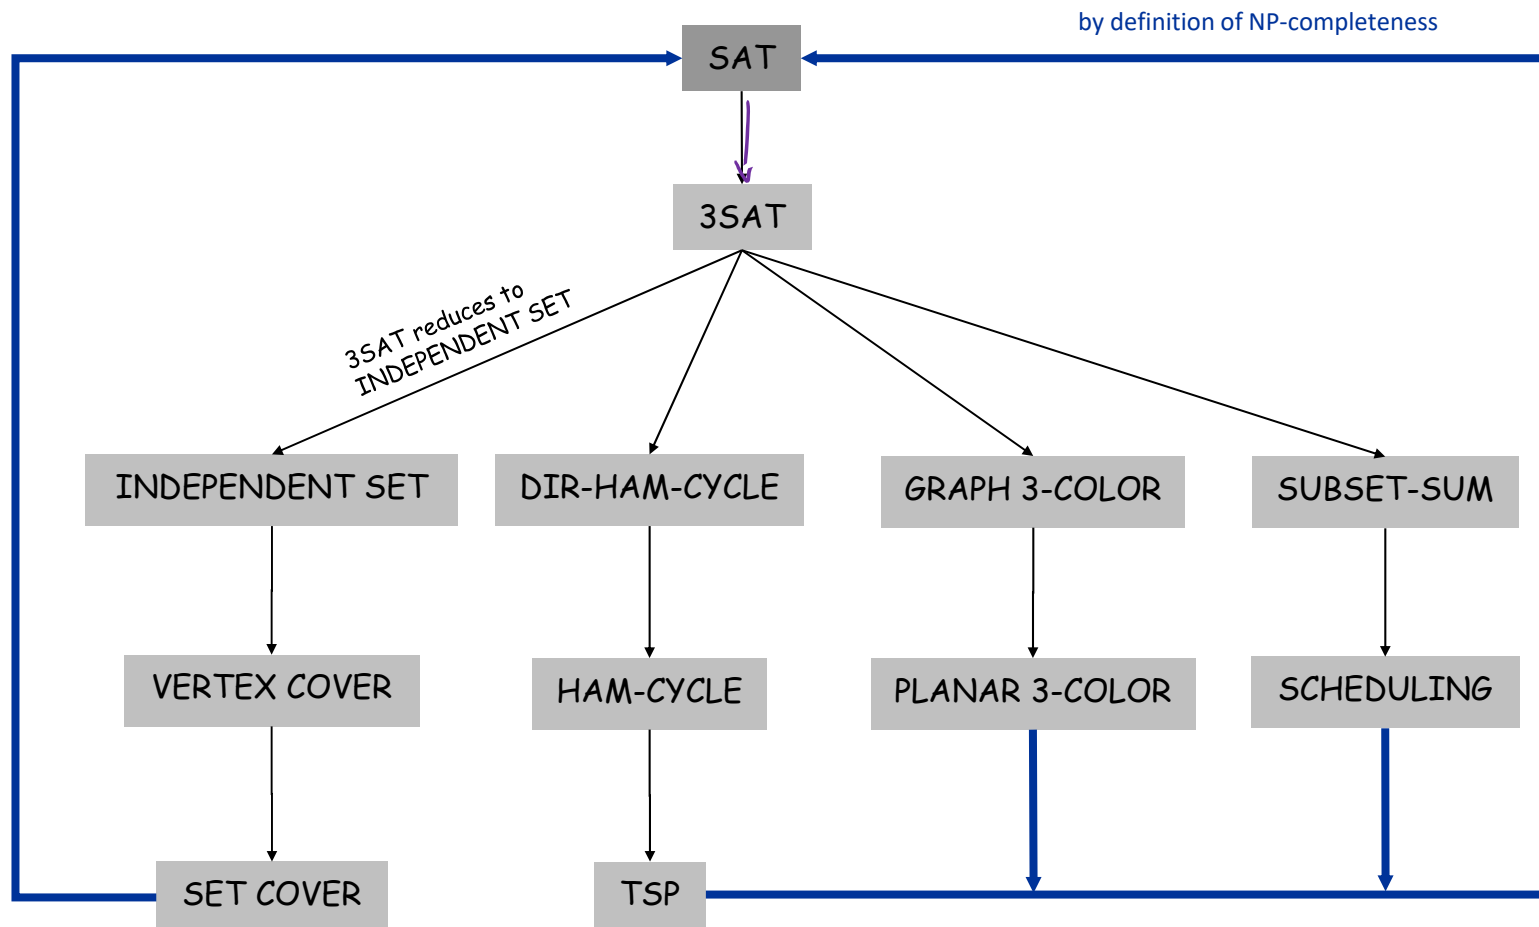 by definition of NP-completeness
SAT
3SAT
3SAT reduces to
INDEPENDENT SET
INDEPENDENT SET
DIR-HAM-CYCLE
GRAPH 3-COLOR
SUBSET-SUM
VERTEX COVER
HAM-CYCLE
PLANAR 3-COLOR
SCHEDULING
SET COVER
TSP